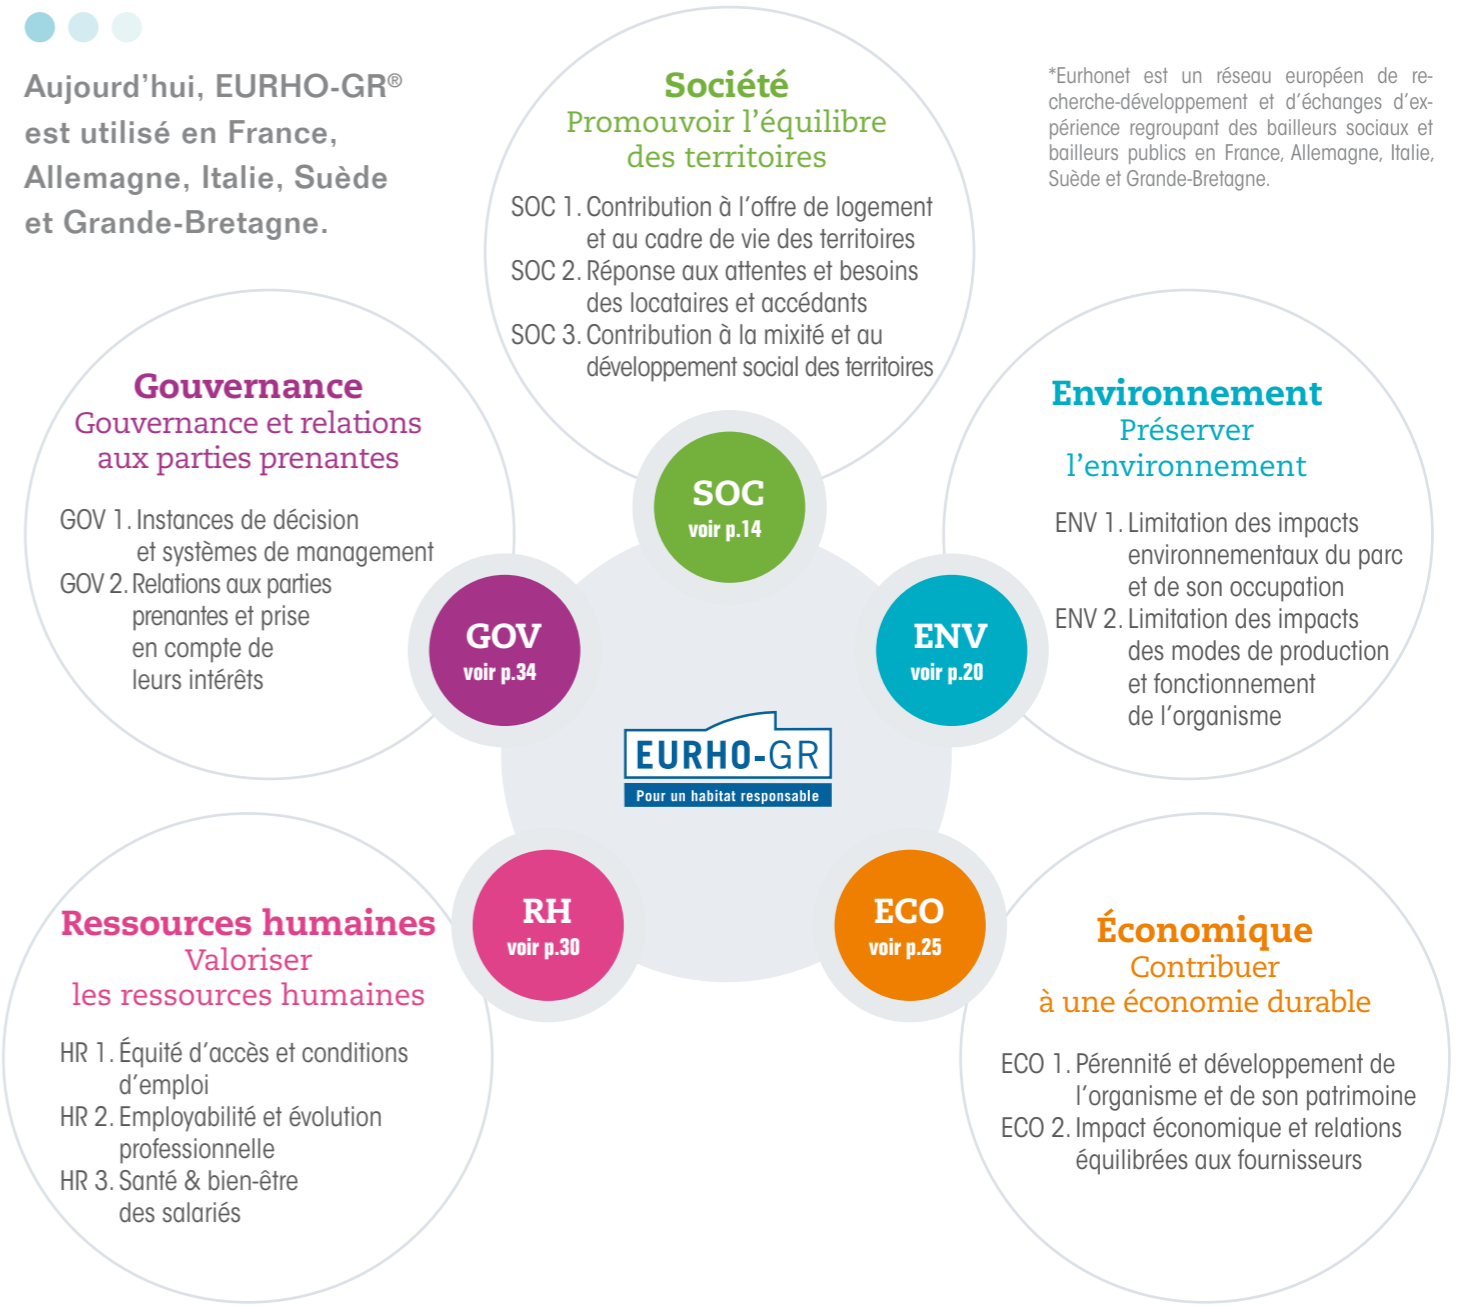 Aujourd'hui, EURHO-GR®
est utilisé en France,
Allemagne, Italie, Suède
et Grande-Bretagne.
Société
Promouvoir l'équilibre
des territoires
SOC 1. Contribution à l'offre de logement
et au cadre de vie des territoires
SOC 2. Réponse aux attentes et besoins
des locataires et accédants
SOC 3. Contribution à la mixité et au
développement social des territoires
*Eurhonet est un réseau européen de re-
cherche-développement et d'échanges d'ex-
périence regroupant des bailleurs sociaux et
bailleurs publics en France, Allemagne, Italie,
Suède et Grande-Bretagne.
Gouvernance
Gouvernance et relations
aux parties prenantes
GOV 1. Instances de décision
et systèmes de management
GOV 2. Relations aux parties
prenantes et prise
en compte de
leurs intérêts
Environnement
Préserver
l'environnement
ENV 1. Limitation des impacts
environnementaux du parc
et de son occupation
ENV 2. Limitation des impacts
des modes de production
et fonctionnement
de l'organisme
SOC
voir p.14
GOV
voir p.34
ENV
voir p.20
EURHO-GR
Pour un habitat responsable
RH
voir p.30
ECO
voir p.25
Ressources humaines
Valoriser
les ressources humaines
HR 1. Équité d'accès et conditions
d'emploi
HR 2. Employabilité et évolution
professionnelle
HR 3. Santé & bien-être
des salariés
Économique
Contribuer
à une économie durable
ECO 1. Pérennité et développement de
l'organisme et de son patrimoine
ECO 2. Impact économique et relations
équilibrées aux fournisseurs